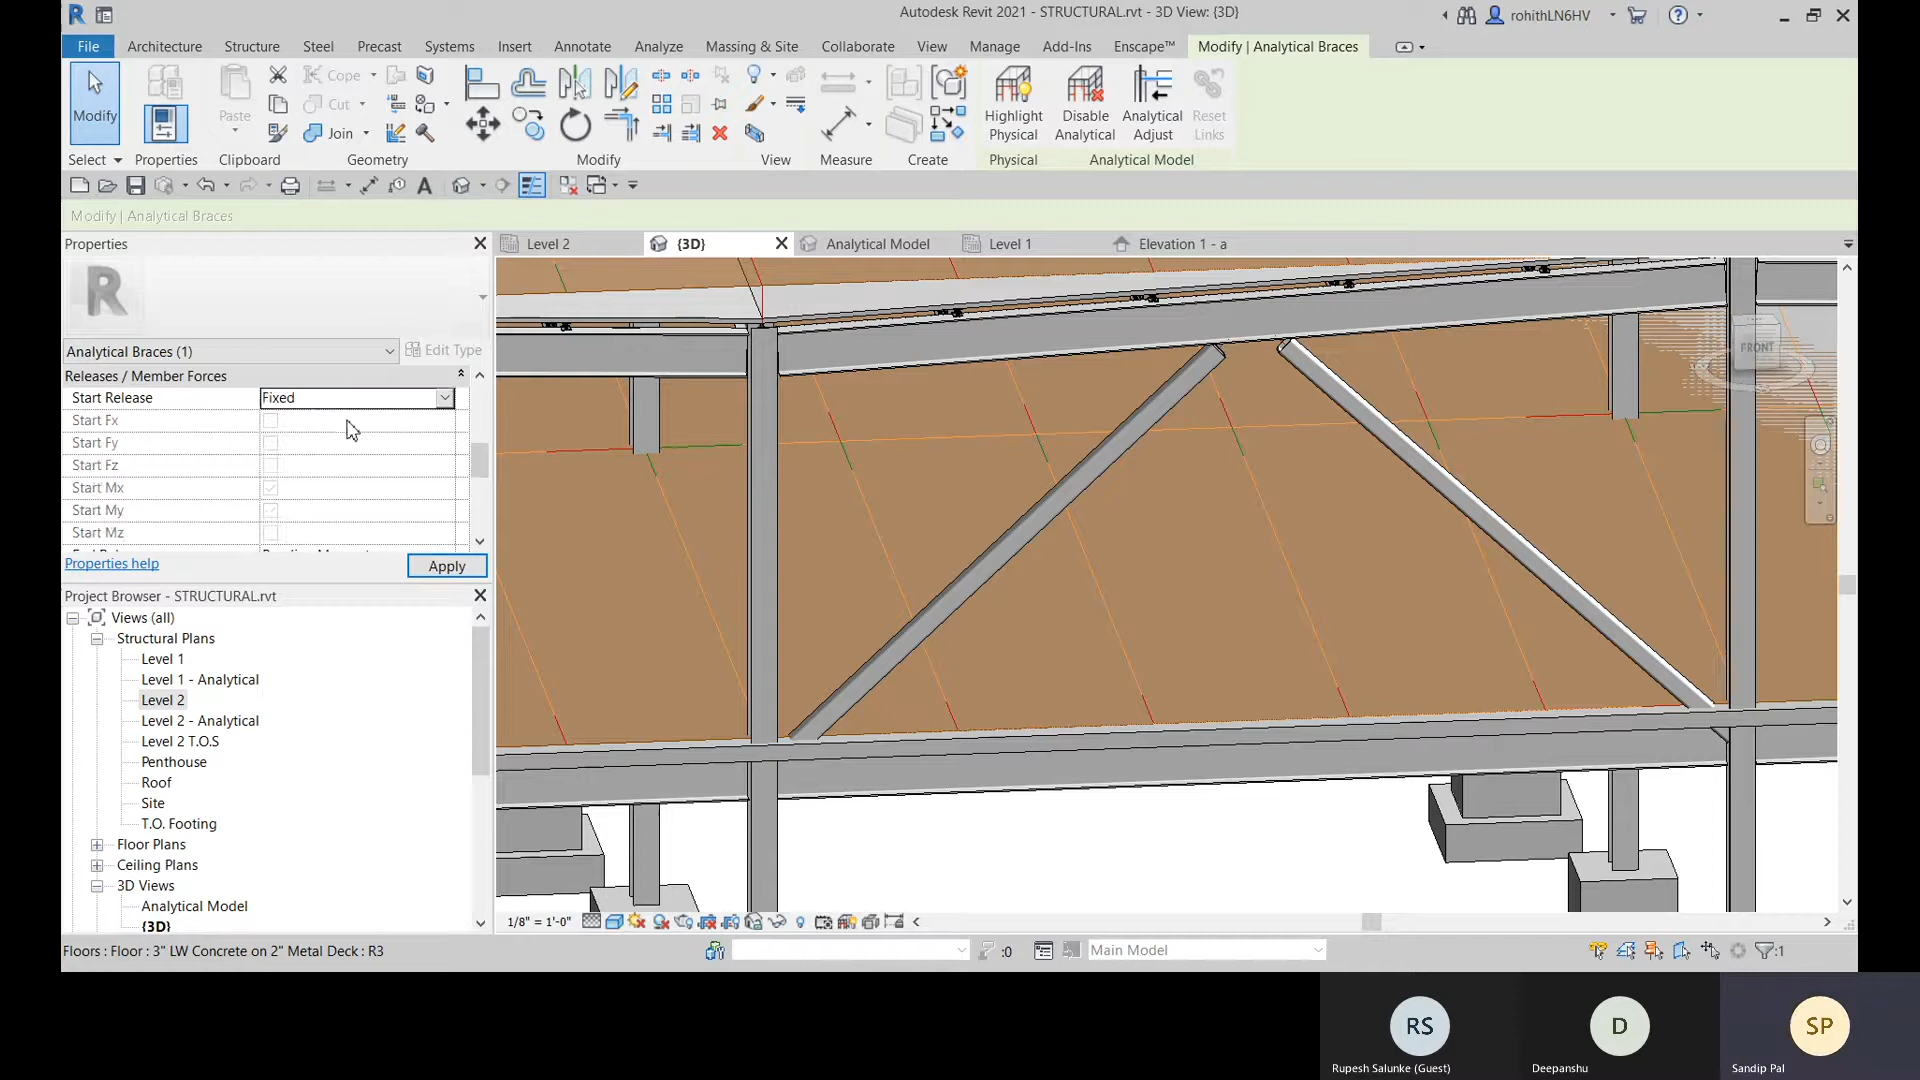 Autodesk Revit 2021 - STRUCTURAL.rvt - 3D View: {3D}
rohithLN6HV
File Architecture Structure Steel Precast Systems Insert Annotate Analyze Massing & Site Collaborate View Manage Add-Ins Enscape™ Modify | Analytical Braces
Modify
Paste
Cope
Cut
Join
Highlight Physical
Disable Analytical
Analytical Adjust
Reset Links
Select Properties Clipboard Geometry Modify View Measure Create Physical Analytical Model
Modify | Analytical Braces
Properties
Level 2 {3D} Analytical Model Level 1 Elevation 1 - a
R
Analytical Braces (1) Edit Type
Releases / Member Forces
Start Release Fixed
Start Fx
Start Fy
Start Fz
Start Mx
Start My
Start Mz
Properties help Apply
FRONT
Project Browser - STRUCTURAL.rvt
Views (all)
Structural Plans
Level 1
Level 1 - Analytical
Level 2
Level 2 - Analytical
Level 2 T.O.S
Penthouse
Roof
Site
T.O. Footing
Floor Plans
Ceiling Plans
3D Views
Analytical Model
{3D}
1/8" = 1'-0"
Floors : Floor : 3" LW Concrete on 2" Metal Deck : R3
:0
Main Model
:1
RS
D
SP
Rupesh Salunke (Guest)
Deepanshu
Sandip Pal